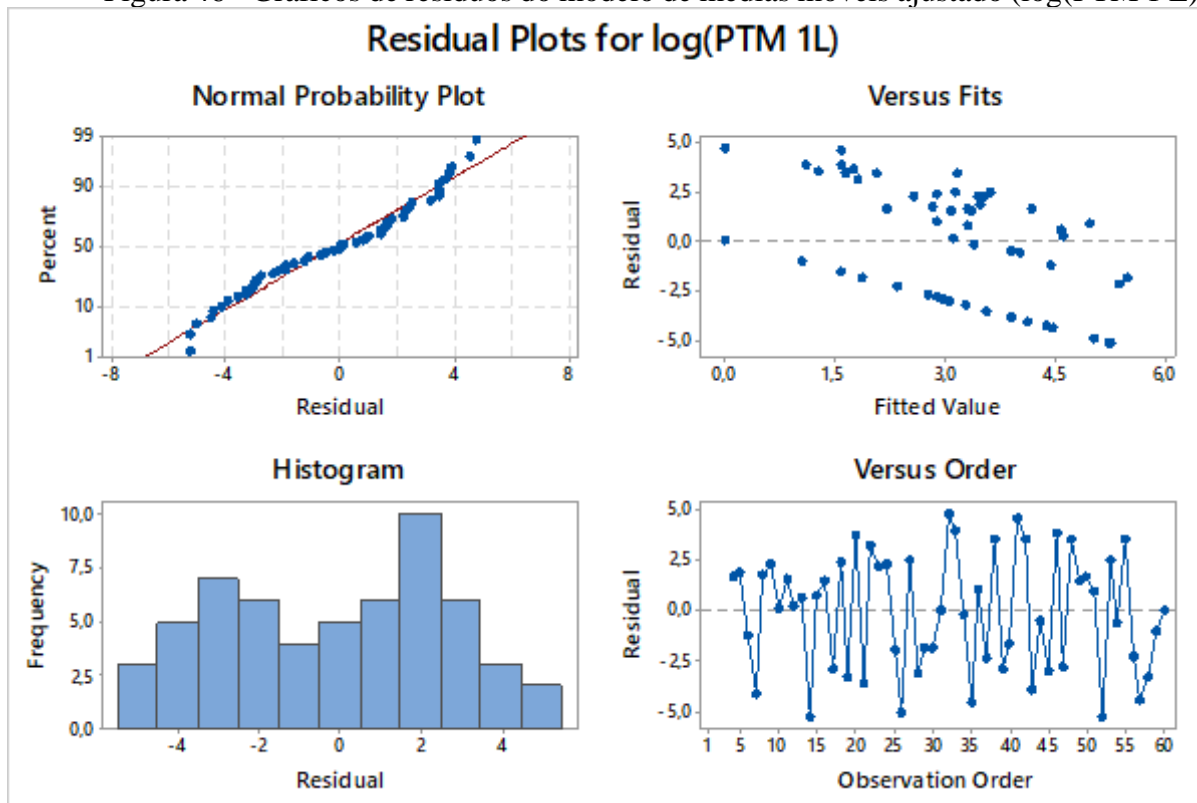 Residual Plots for log(PTM 1L)
Normal Probability Plot
Versus Fits
99
90
50
10
1
Percent
-8 -4 0 4 8
Residual
5,0
2,5
0,0
-2,5
-5,0
Residual
0,0 1,5 3,0 4,5 6,0
Fitted Value
Histogram
Versus Order
10,0
7,5
5,0
2,5
0,0
Frequency
-4 -2 0 2 4
Residual
5,0
2,5
0,0
-2,5
-5,0
Residual
1 5 10 15 20 25 30 35 40 45 50 55 60
Observation Order